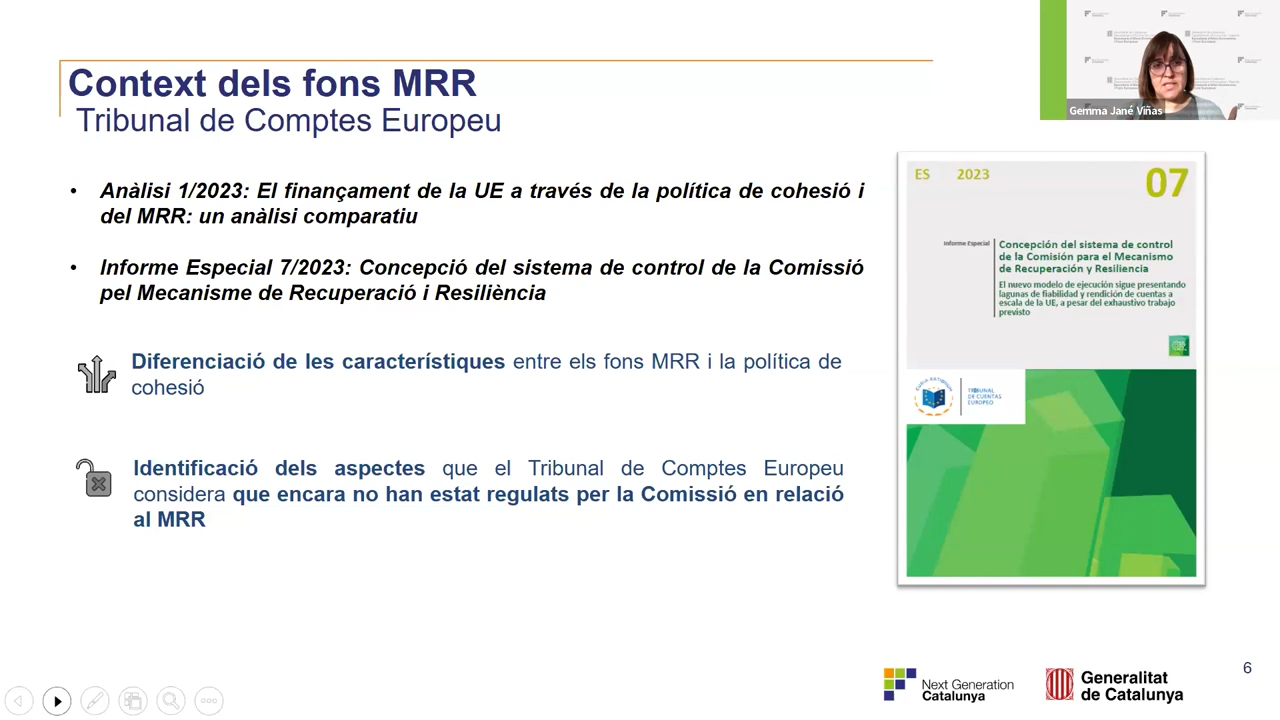 Context dels fons MRR
Tribunal de Comptes Europeu
• Anàlisi 1/2023: El finançament de la UE a través de la política de cohesió i
del MRR: un anàlisi comparatiu
• Informe Especial 7/2023: Concepció del sistema de control de la Comissió
pel Mecanisme de Recuperació i Resiliència
Diferenciació de les característiques entre els fons MRR i la política de
cohesió
Identificació dels aspectes que el Tribunal de Comptes Europeu
considera que encara no han estat regulats per la Comissió en relació
al MRR
Gemma Jané Viñas
ES 2023
07
Informe Especial
Concepción del sistema de control
de la Comisión para el Mecanismo
de Recuperación y Resiliencia
El nuevo modelo de ejecución sigue presentando
lagunas de fiabilidad y rendición de cuentas a
escala de la UE, a pesar del exhaustivo trabajo
previsto
TRIBUNAL
DE CUENTAS
EUROPEO
Next Generation
Catalunya
Generalitat
de Catalunya
6